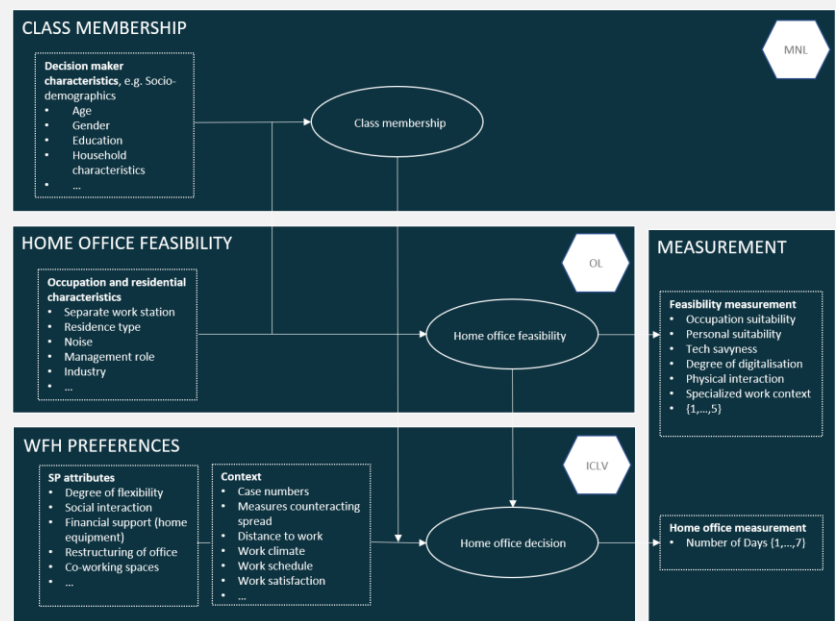 CLASS MEMBERSHIP
MNL
Decision maker
characteristics, e.g. Socio-
demographics
• Age
• Gender
• Education
• Household
characteristics
• ...
Class membership
HOME OFFICE FEASIBILITY
OL
Occupation and residential
characteristics
• Separate work station
• Residence type
• Noise
• Management role
• Industry
• ...
Home office feasibility
MEASUREMENT
Feasibility measurement
• Occupation suitability
• Personal suitability
• Tech savyness
• Degree of digitalisation
• Physical interaction
• Specialized work context
• {1,...,5}
WFH PREFERENCES
ICLV
SP attributes
• Degree of flexibility
• Social interaction
• Financial support (home
equipment)
• Restructuring of office
• Co-working spaces
• ...
Context
• Case numbers
• Measures counteracting
spread
• Distance to work
• Work climate
• Work schedule
• Work satisfaction
• ...
Home office decision
Home office measurement
• Number of Days {1,...,7}